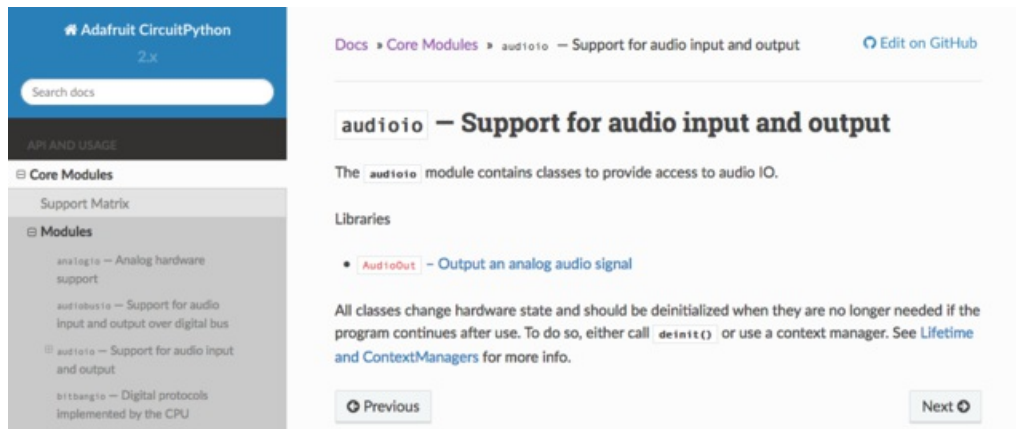 Adafruit CircuitPython
2.x
Search docs
API AND USAGE
Core Modules
Support Matrix
Modules
analogio — Analog hardware
support
audiobusio — Support for audio
input and output over digital bus
audioio — Support for audio input
and output
bitbangio — Digital protocols
implemented by the CPU
Docs » Core Modules » audioio — Support for audio input and output
Edit on GitHub
audioio — Support for audio input and output
The audioio module contains classes to provide access to audio IO.
Libraries
• AudioOut – Output an analog audio signal
All classes change hardware state and should be deinitialized when they are no longer needed if the
program continues after use. To do so, either call deinit() or use a context manager. See Lifetime
and ContextManagers for more info.
Previous
Next